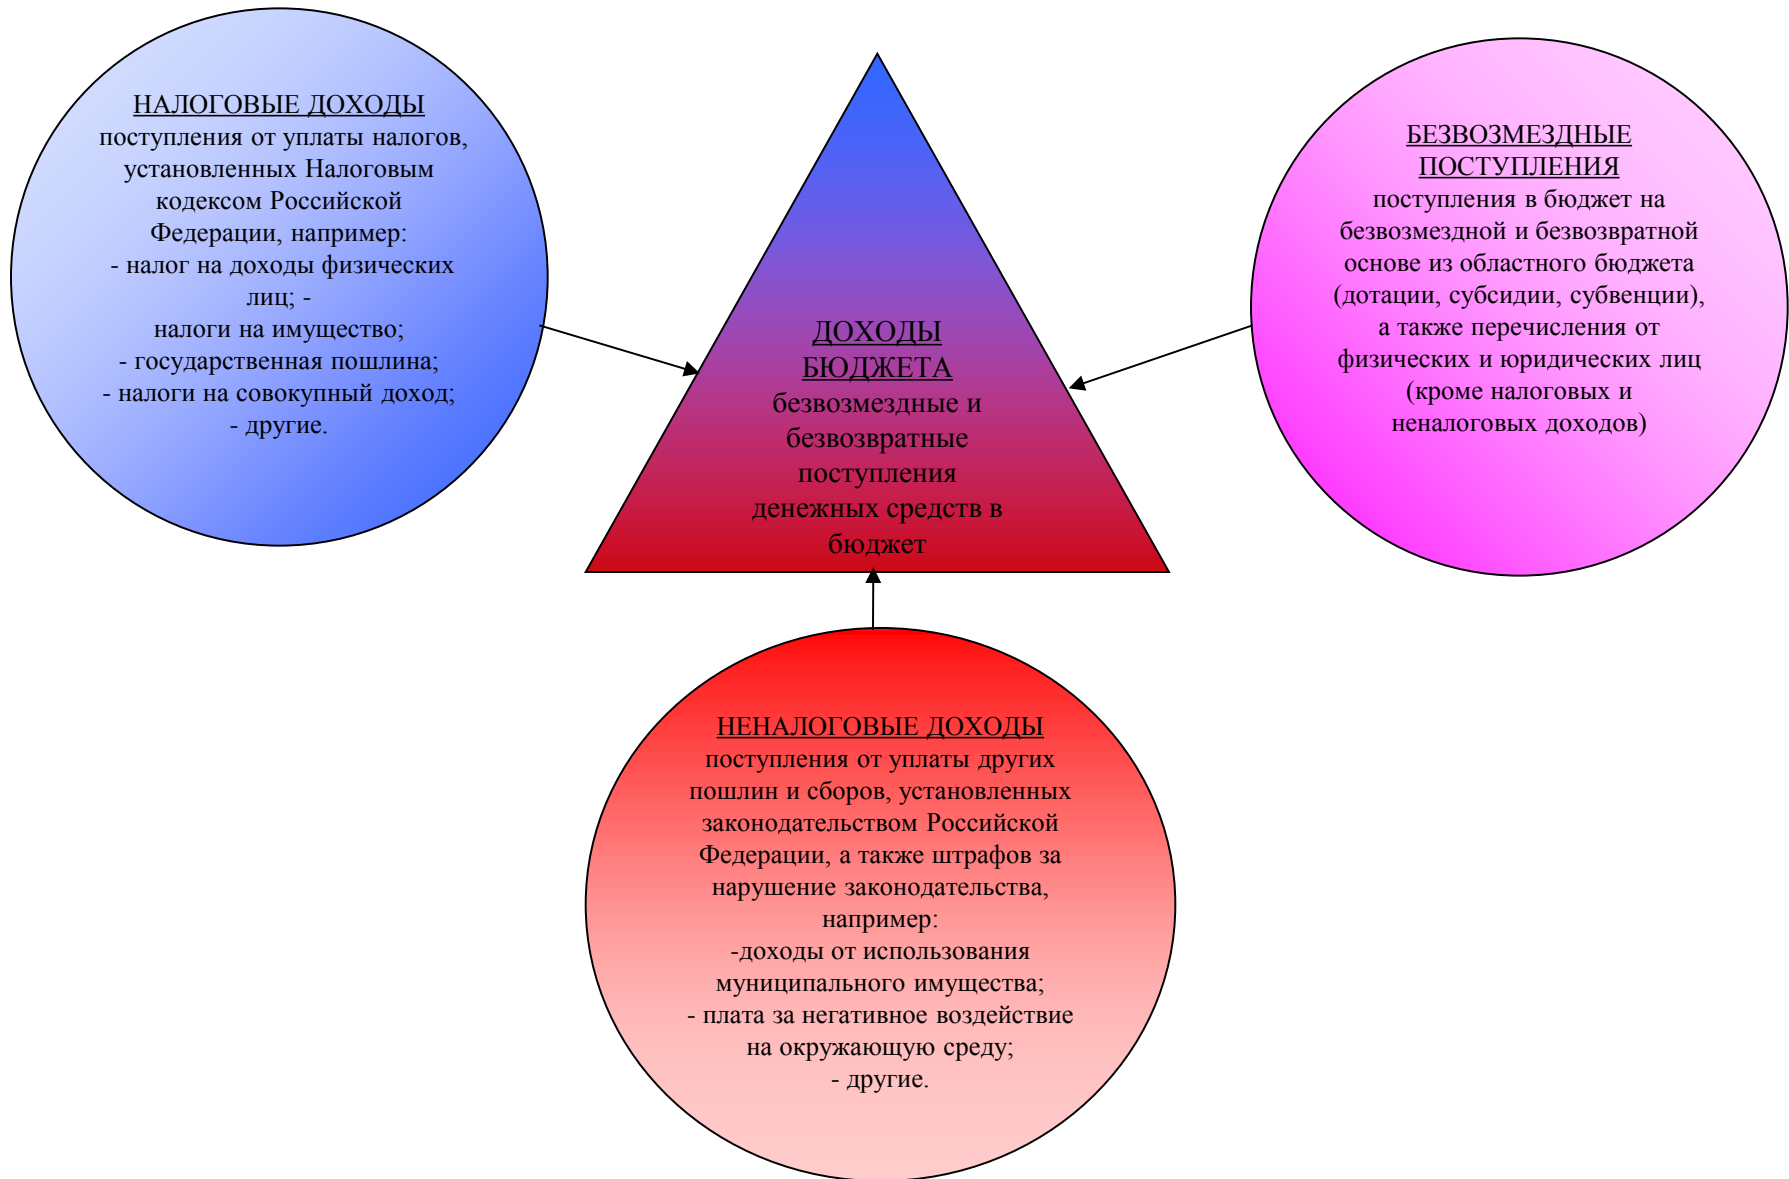 НАЛОГОВЫЕ ДОХОДЫ
поступления от уплаты налогов,
установленных Налоговым
кодексом Российской
Федерации, например:
- налог на доходы физических
лиц; -
налоги на имущество;
- государственная пошлина;
- налоги на совокупный доход;
- другие.
ДОХОДЫ
БЮДЖЕТА
безвозмездные и
безвозвратные
поступления
денежных средств в
бюджет
БЕЗВОЗМЕЗДНЫЕ
ПОСТУПЛЕНИЯ
поступления в бюджет на
безвозмездной и безвозвратной
основе из областного бюджета
(дотации, субсидии, субвенции),
а также перечисления от
физических и юридических лиц
(кроме налоговых и
неналоговых доходов)
НЕНАЛОГОВЫЕ ДОХОДЫ
поступления от уплаты других
пошлин и сборов, установленных
законодательством Российской
Федерации, а также штрафов за
нарушение законодательства,
например:
-доходы от использования
муниципального имущества;
- плата за негативное воздействие
на окружающую среду;
- другие.